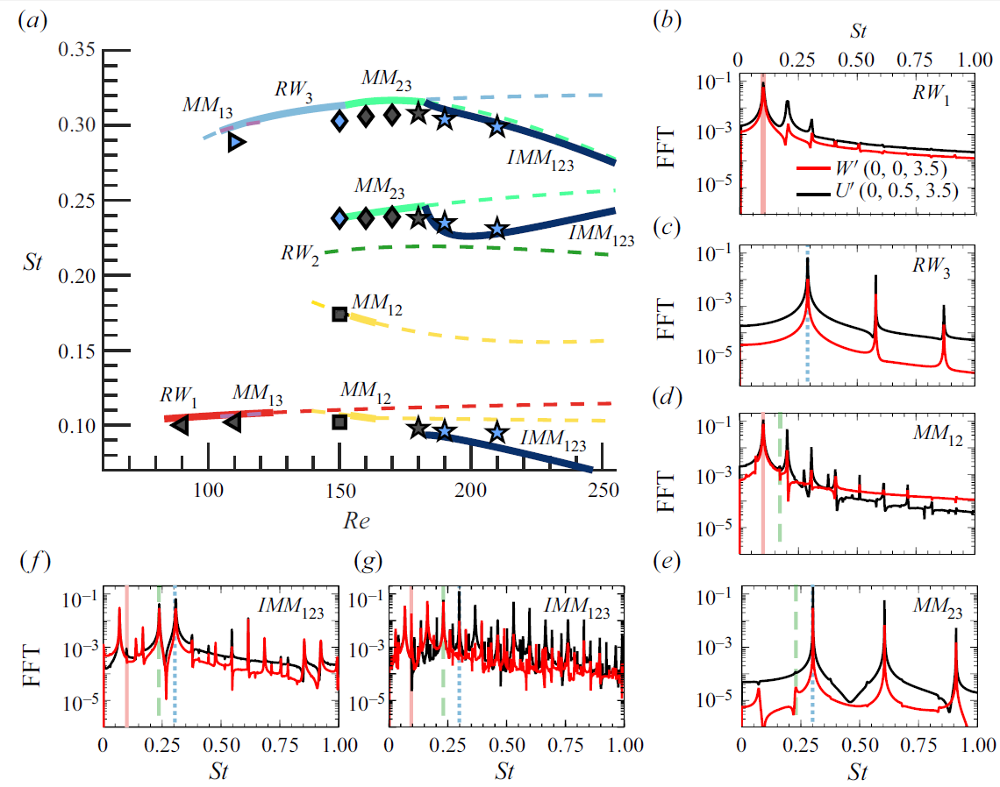 (a)
0.35
0.30
0.25
St
0.20
0.15
0.10
100
150
200
250
Re
MM13
RW3
MM23
IMM123
MM23
IMM123
RW2
MM12
RW1
MM13
MM12
IMM123
(b)
St
0 0.25 0.50 0.75 1.00
10−1
10−3
10−5
FFT
RW1
W′ (0, 0, 3.5)
U′ (0, 0.5, 3.5)
(c)
10−1
10−3
10−5
FFT
RW3
(d)
10−1
10−3
10−5
FFT
MM12
(f)
10−1
10−3
10−5
FFT
IMM123
0 0.25 0.50 0.75 1.00
St
(g)
10−1
10−3
10−5
IMM123
0 0.25 0.50 0.75 1.00
St
(e)
10−1
10−3
10−5
MM23
0 0.25 0.50 0.75 1.00
St